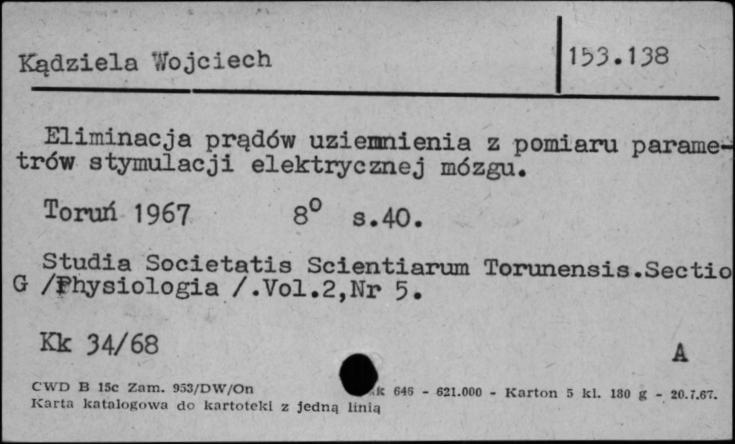 Kądziela Wojciech 153.138
Eliminacja prądów uziemnienia z pomiaru parame-
trów stymulacji elektrycznej mózgu.
Toruń 1967 8° s.40.
Studia Societatis Scientiarum Torunensis.Sectio
G /Physiologia /.Vol.2,Nr 5.
Kk 34/68 A
CWD B 15c Zam. 953/DW/On 646 - 621.000 - Karton 5 kl. 180 g - 20.7.67.
Karta katalogowa do kartoteki z jedną linią